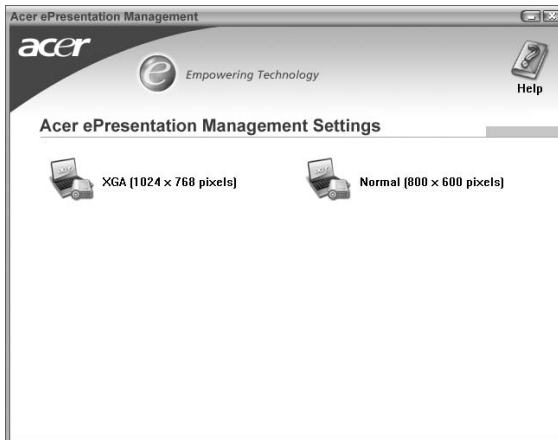 Acer ePresentation Management
acer
e Empowering Technology
Help
Acer ePresentation Management Settings
XGA (1024 x 768 pixels)
Normal (800 x 600 pixels)